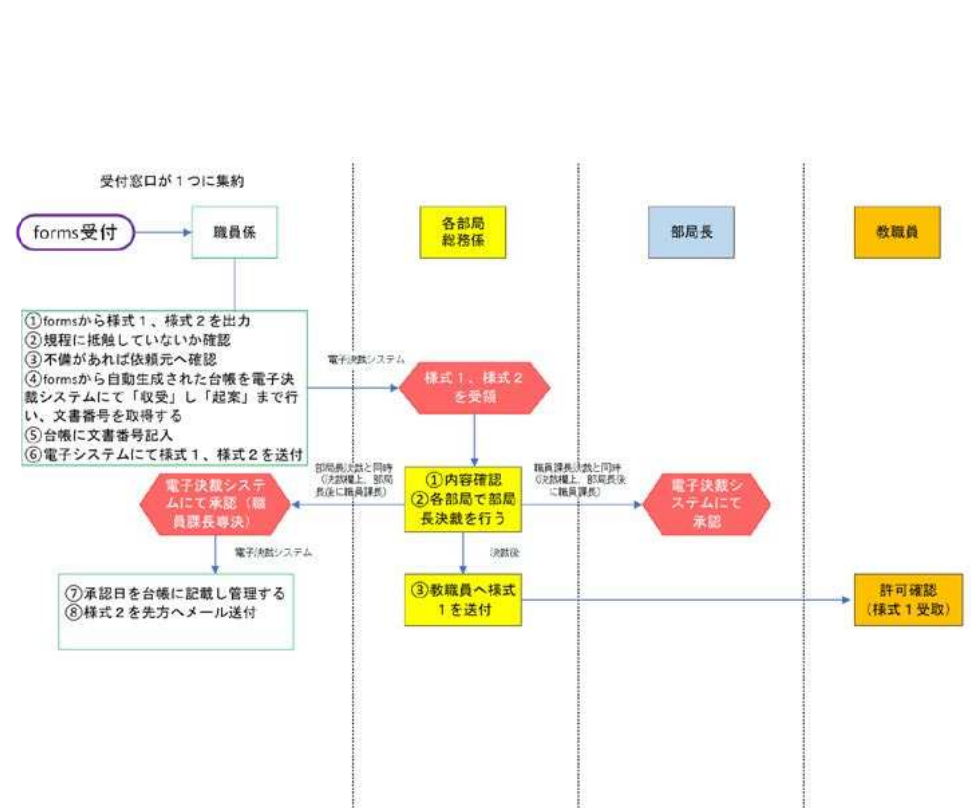 受付窓口が１つに集約
forms受付
職員係
各部局
総務係
部局長
教職員
①formsから様式１、様式２を出力
②規程に抵触していないか確認
③不備があれば依頼元へ確認
④formsから自動生成された台帳を電子決
裁システムにて「収受」し「起案」まで行
い、文書番号を取得する
⑤台帳に文書番号記入
⑥電子システムにて様式１、様式２を送付
電子決裁システム
様式１、様式２
を受領
部局長決裁と同時
（決裁権上、部局
長後に職員課長）
職員課長決裁と同時
（決裁権上、部局長後
に職員課長）
電子決裁システ
ムにて承認（職
員課長専決）
①内容確認
②各部局で部局
長決裁を行う
電子決裁シ
ステムにて
承認
電子決裁システム
決裁後
⑦承認日を台帳に記載し管理する
⑧様式２を先方へメール送付
③教職員へ様式
１を送付
許可確認
（様式１受取）